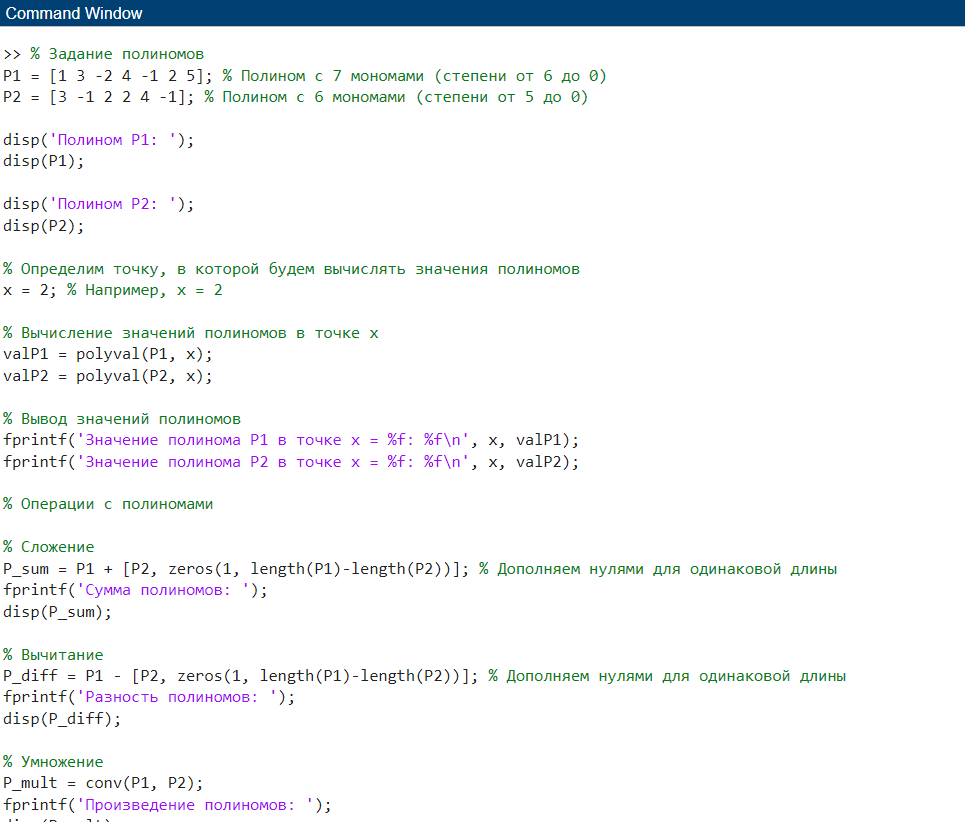 Command Window
>> % Задание полиномов
P1 = [1 3 -2 4 -1 2 5]; % Полином с 7 мономами (степени от 6 до 0)
P2 = [3 -1 2 2 4 -1]; % Полином с 6 мономами (степени от 5 до 0)
disp('Полином P1: ');
disp(P1);
disp('Полином P2: ');
disp(P2);
% Определим точку, в которой будем вычислять значения полиномов
x = 2; % Например, x = 2
% Вычисление значений полиномов в точке x
valP1 = polyval(P1, x);
valP2 = polyval(P2, x);
% Вывод значений полиномов
fprintf('Значение полинома P1 в точке x = %f: %f\n', x, valP1);
fprintf('Значение полинома P2 в точке x = %f: %f\n', x, valP2);
% Операции с полиномами
% Сложение
P_sum = P1 + [P2, zeros(1, length(P1)-length(P2))]; % Дополняем нулями для одинаковой длины
fprintf('Сумма полиномов: ');
disp(P_sum);
% Вычитание
P_diff = P1 - [P2, zeros(1, length(P1)-length(P2))]; % Дополняем нулями для одинаковой длины
fprintf('Разность полиномов: ');
disp(P_diff);
% Умножение
P_mult = conv(P1, P2);
fprintf('Произведение полиномов: ');